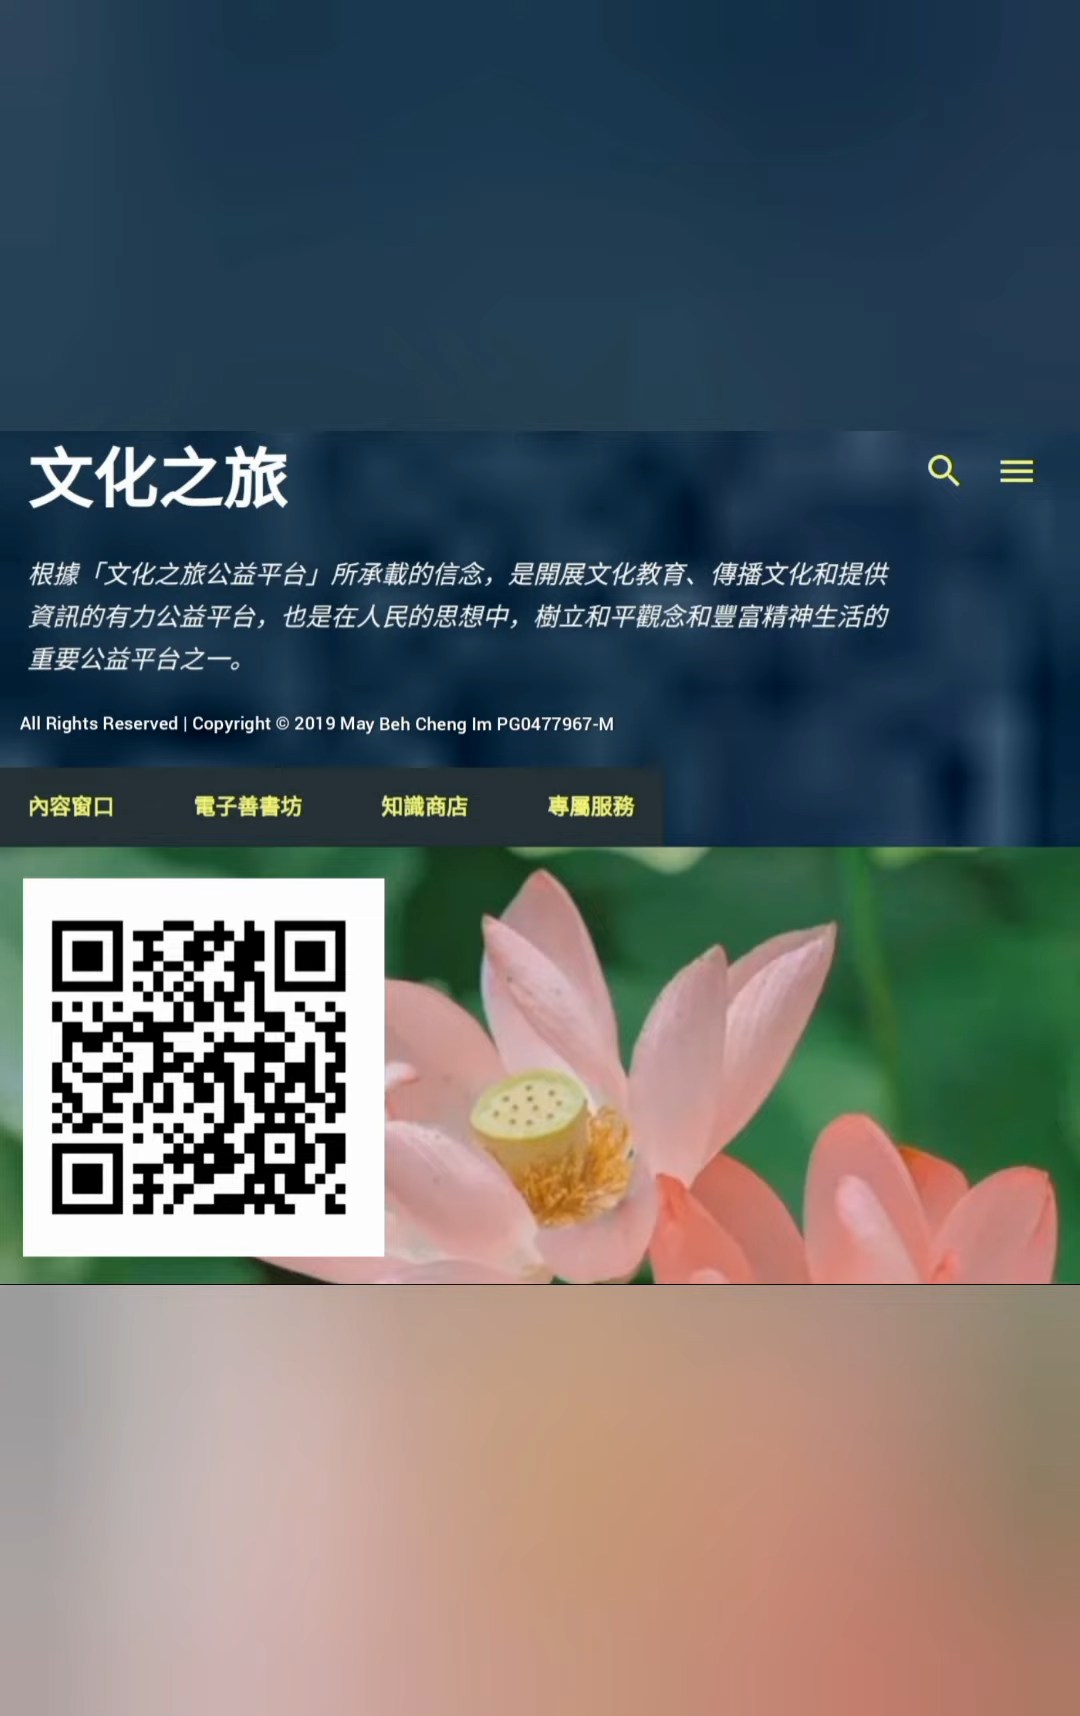 文化之旅
根據「文化之旅公益平台」所承載的信念，是開展文化教育、傳播文化和提供
資訊的有力公益平台，也是在人民的思想中，樹立和平觀念和豐富精神生活的
重要公益平台之一。
All Rights Reserved | Copyright © 2019 May Beh Cheng Im PG0477967-M
內容窗口 電子善書坊 知識商店 專屬服務